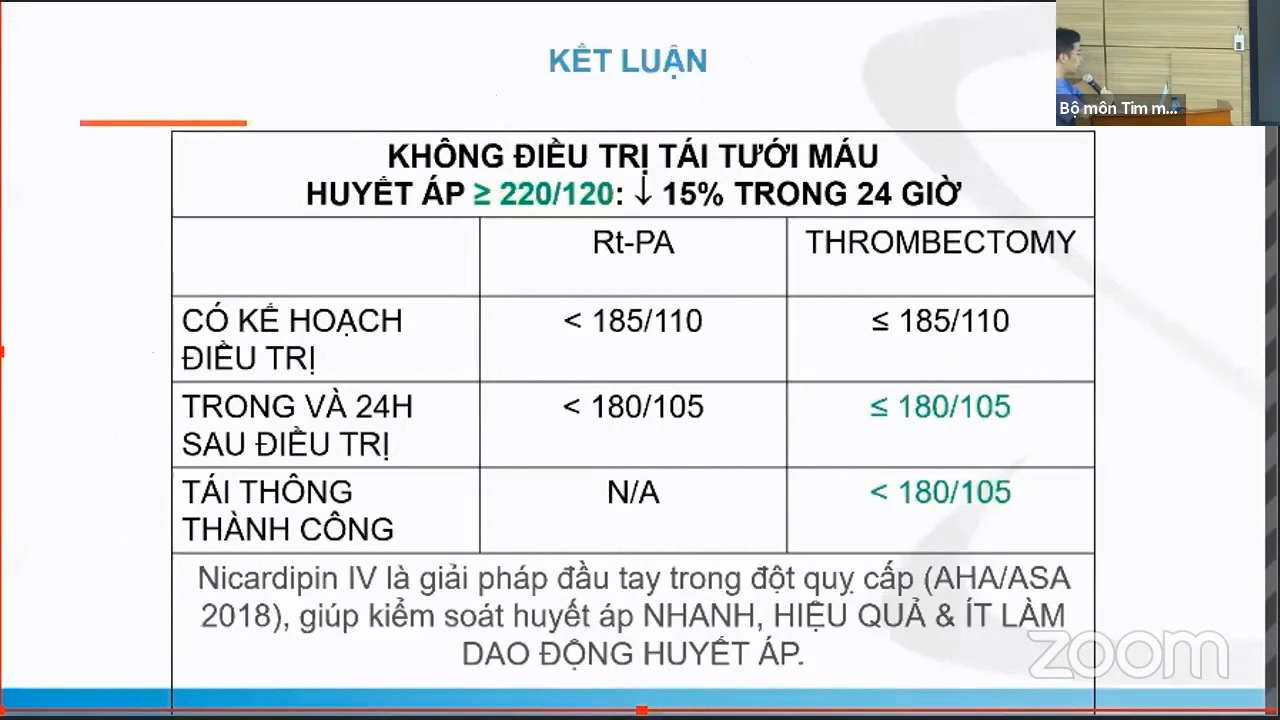 KẾT LUẬN
Bộ môn Tim m...
KHÔNG ĐIỀU TRỊ TÁI TƯỚI MÁU
HUYẾT ÁP ≥ 220/120: ↓ 15% TRONG 24 GIỜ
Rt-PA
THROMBECTOMY
CÓ KẾ HOẠCH
ĐIỀU TRỊ
< 185/110
≤ 185/110
TRONG VÀ 24H
SAU ĐIỀU TRỊ
< 180/105
≤ 180/105
TÁI THÔNG
THÀNH CÔNG
N/A
< 180/105
Nicardipin IV là giải pháp đầu tay trong đột quỵ cấp (AHA/ASA
2018), giúp kiểm soát huyết áp NHANH, HIỆU QUẢ & ÍT LÀM
DAO ĐỘNG HUYẾT ÁP.
zoom